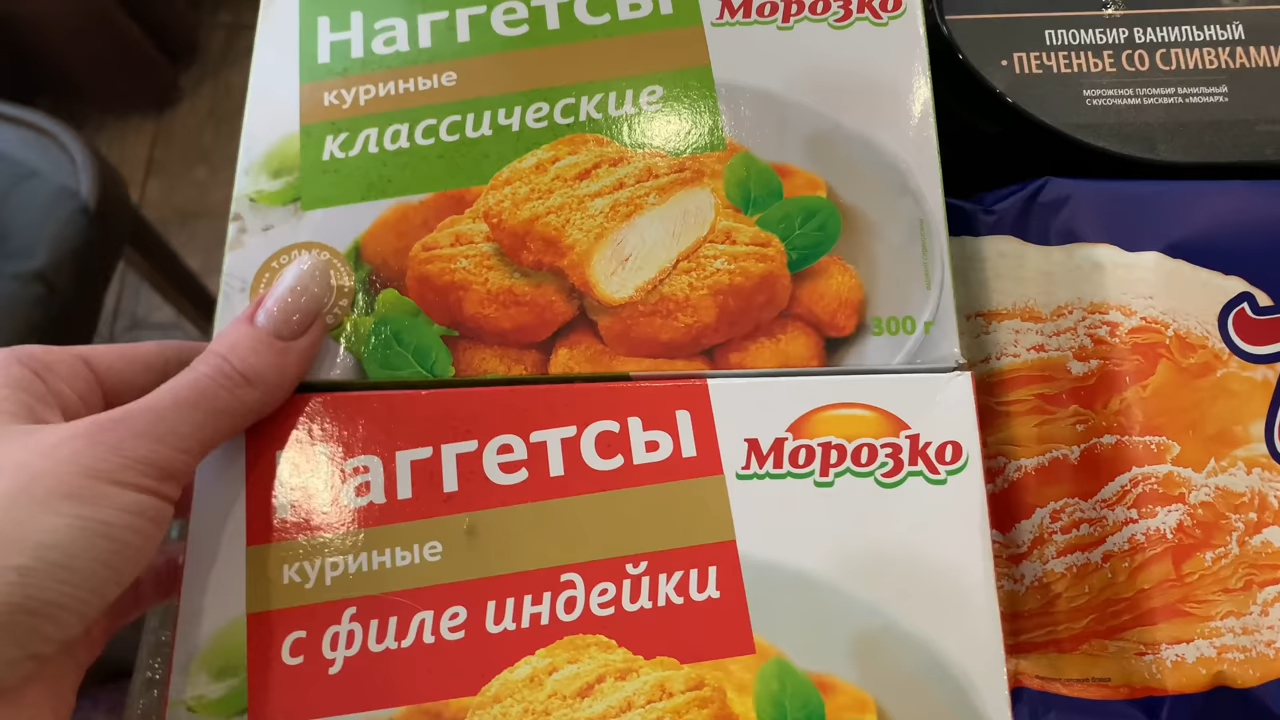 Наггетсы
куриные
классические
Морозко
ТОЛЬКО
300 г
Наггетсы
куриные
с филе индейки
Морозко
ПЛОМБИР ВАНИЛЬНЫЙ
• ПЕЧЕНЬЕ СО СЛИВКАМИ
МОРОЖЕНОЕ ПЛОМБИР ВАНИЛЬНЫЙ
С КУСОЧКАМИ БИСКВИТА «МОНАРХ»